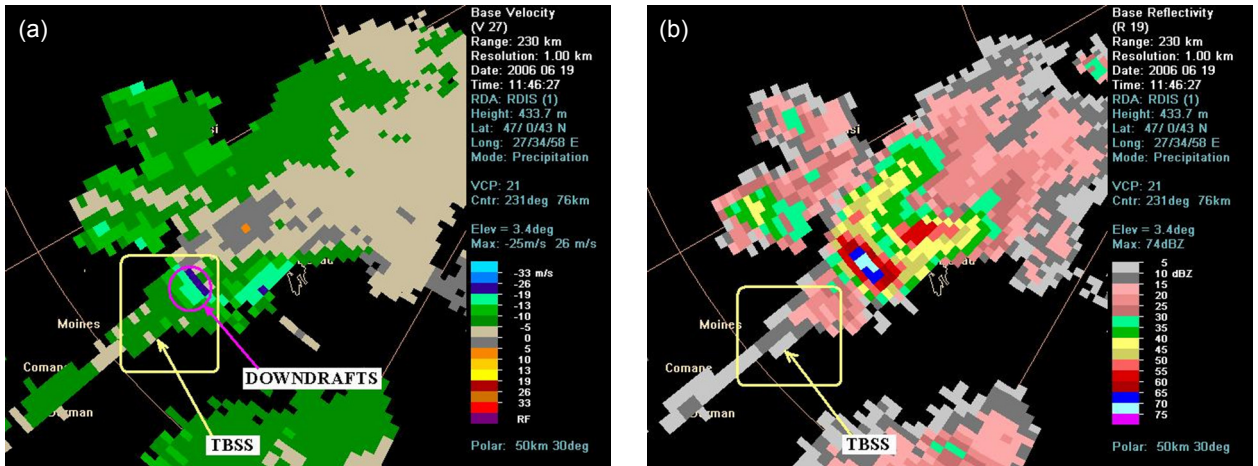 (a)
Base Velocity
(V 27)
Range: 230 km
Resolution: 1.00 km
Date: 2006 06 19
Time: 11:46:27
RDA: RDIS (1)
Height: 433.7 m
Lat: 47/ 0/43 N
Long: 27/34/58 E
Mode: Precipitation
VCP: 21
Cntr: 231deg 76km
Elev = 3.4deg
Max: -25m/s 26 m/s
-33 m/s
-26
-19
-13
-10
-5
0
5
10
13
19
26
33
RF
Polar: 50km 30deg
si
Moines
DOWNDRAFTS
TBSS
(b)
Base Reflectivity
(R 19)
Range: 230 km
Resolution: 1.00 km
Date: 2006 06 19
Time: 11:46:27
RDA: RDIS (1)
Height: 433.7 m
Lat: 47/ 0/43 N
Long: 27/34/58 E
Mode: Precipitation
VCP: 21
Cntr: 231deg 76km
Elev = 3.4deg
Max: 74dBZ
5
10 dBZ
15
20
25
30
35
40
45
50
55
60
65
70
75
Polar: 50km 30deg
si
Moines
Comane
TBSS